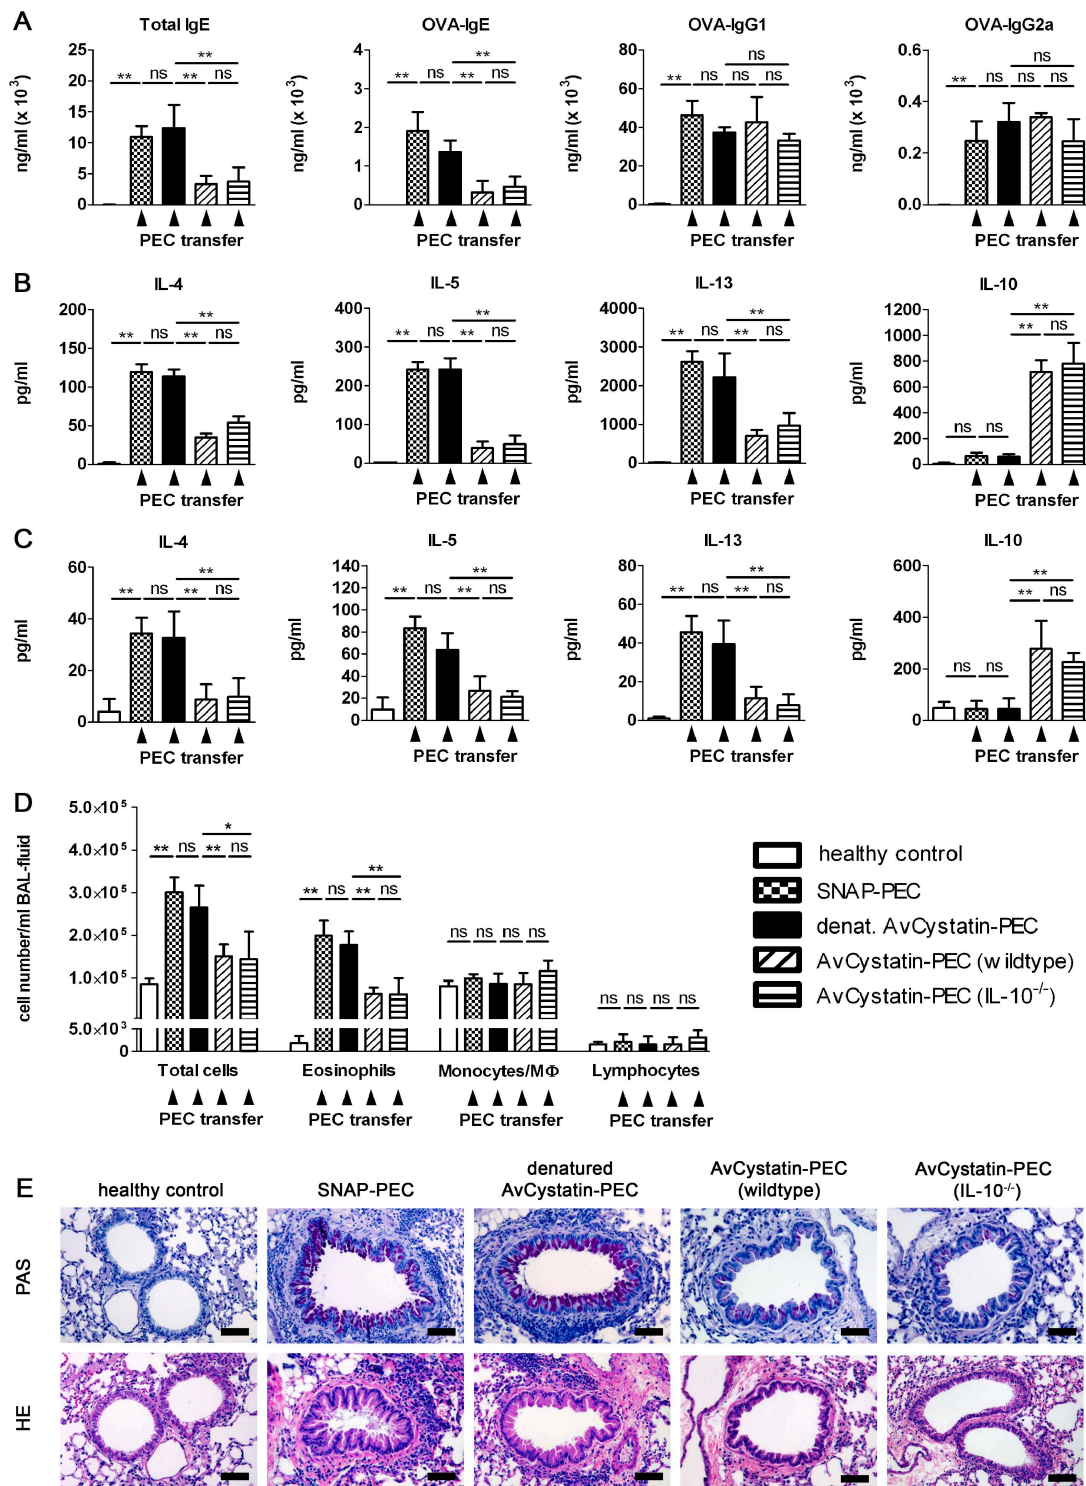 A
Total IgE
OVA-IgE
OVA-IgG1
OVA-IgG2a
ng/ml (x 10³)
25
20
15
10
5
0
** ns ** ns
**
PEC transfer
ng/ml (x 10³)
4
3
2
1
0
** ns ** ns
**
PEC transfer
ng/ml (x 10³)
60
40
20
0
** ns ns ns
ns
PEC transfer
ng/ml (x 10³)
0.6
0.4
0.2
0.0
** ns ns ns
ns
PEC transfer
B
IL-4
IL-5
IL-13
IL-10
pg/ml
200
150
100
50
0
** ns ** ns
**
PEC transfer
pg/ml
400
300
200
100
0
** ns ** ns
**
PEC transfer
pg/ml
4000
3000
2000
1000
0
** ns ** ns
**
PEC transfer
pg/ml
1200
1000
800
600
400
200
0
ns ns ** ns
**
PEC transfer
C
IL-4
IL-5
IL-13
IL-10
pg/ml
60
40
20
0
** ns ** ns
**
PEC transfer
pg/ml
140
120
100
80
60
40
20
0
** ns ** ns
**
PEC transfer
pg/ml
60
40
20
0
** ns ** ns
**
PEC transfer
pg/ml
600
400
200
0
ns ns ** ns
**
PEC transfer
D
cell number/ml BAL-fluid
5.0×10⁵
4.0×10⁵
3.0×10⁵
2.0×10⁵
1.0×10⁵
5.0×10³
0
** ns ** ns
*
** ns ** ns
**
ns ns ns ns
ns ns ns ns
Total cells
Eosinophils
Monocytes/MΦ
Lymphocytes
PEC transfer
PEC transfer
PEC transfer
PEC transfer
healthy control
SNAP-PEC
denat. AvCystatin-PEC
AvCystatin-PEC (wildtype)
AvCystatin-PEC (IL-10⁻/⁻)
E
healthy control
SNAP-PEC
denatured
AvCystatin-PEC
AvCystatin-PEC
(wildtype)
AvCystatin-PEC
(IL-10⁻/⁻)
PAS
HE